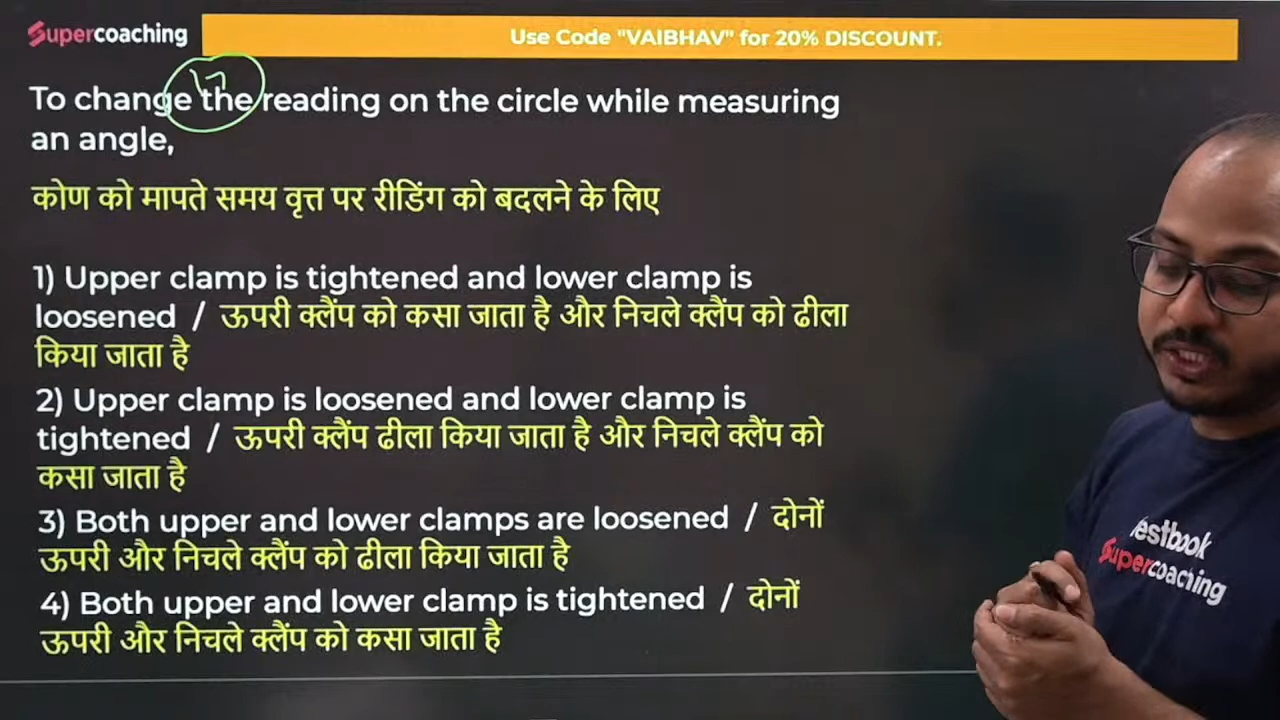 Supercoaching
Use Code "VAIBHAV" for 20% DISCOUNT.
17
To change the reading on the circle while measuring
an angle,
कोण को मापते समय वृत्त पर रीडिंग को बदलने के लिए
1) Upper clamp is tightened and lower clamp is
loosened / ऊपरी क्लैंप को कसा जाता है और निचले क्लैंप को ढीला
किया जाता है
2) Upper clamp is loosened and lower clamp is
tightened / ऊपरी क्लैंप ढीला किया जाता है और निचले क्लैंप को
कसा जाता है
3) Both upper and lower clamps are loosened / दोनों
ऊपरी और निचले क्लैंप को ढीला किया जाता है
4) Both upper and lower clamp is tightened / दोनों
ऊपरी और निचले क्लैंप को कसा जाता है
testbook
Supercoaching